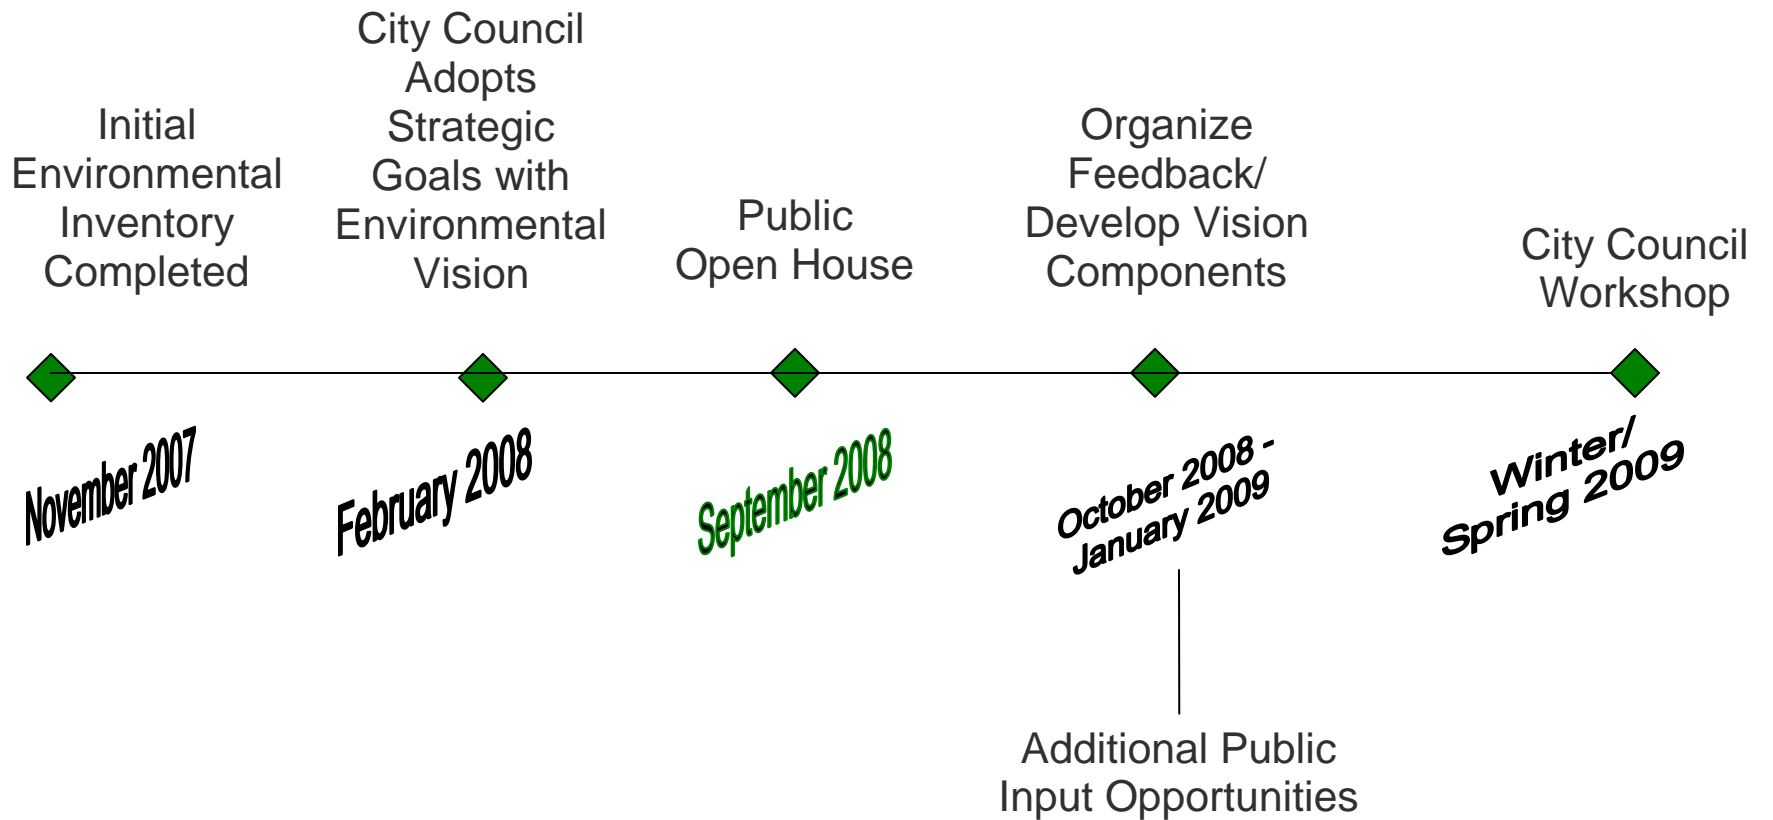 Initial
Environmental
Inventory
Completed
City Council
Adopts
Strategic
Goals with
Environmental
Vision
Public
Open House
Organize
Feedback/
Develop Vision
Components
City Council
Workshop
November 2007
February 2008
September 2008
October 2008 -
January 2009
Winter/
Spring 2009
Additional Public
Input Opportunities